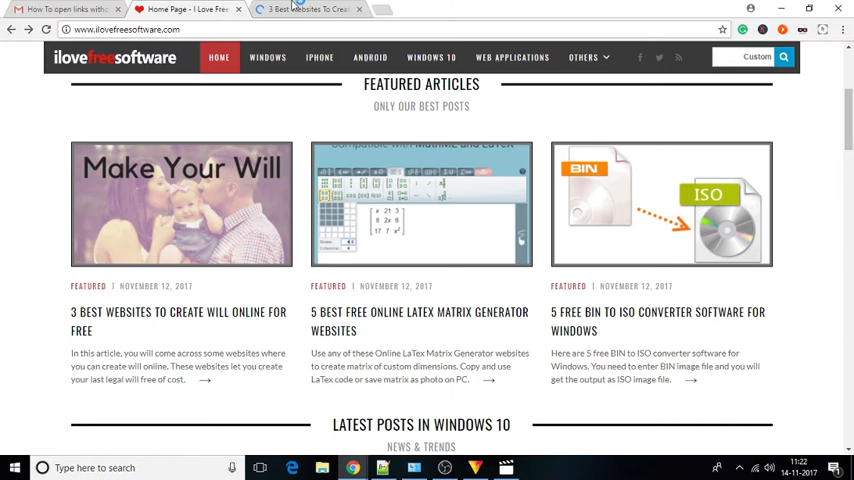 How To open links witho
Home Page - I Love Free
3 Best Websites To Creat
www.ilovefreesoftware.com
ilovefreesoftware
HOME
WINDOWS
IPHONE
ANDROID
WINDOWS 10
WEB APPLICATIONS
OTHERS
Custom
FEATURED ARTICLES
ONLY OUR BEST POSTS
Make Your Will
Compatible with MathML and LaTex
BIN
ISO
FEATURED | NOVEMBER 12, 2017
3 BEST WEBSITES TO CREATE WILL ONLINE FOR
FREE
In this article, you will come across some websites where
you can create will online. These websites let you create
your last legal will free of cost. →
FEATURED | NOVEMBER 12, 2017
5 BEST FREE ONLINE LATEX MATRIX GENERATOR
WEBSITES
Use any of these Online LaTex Matrix Generator websites
to create matrix of custom dimensions. Copy and use
LaTex code or save matrix as photo on PC. →
FEATURED | NOVEMBER 12, 2017
5 FREE BIN TO ISO CONVERTER SOFTWARE FOR
WINDOWS
Here are 5 free BIN to ISO converter software for
Windows. You need to enter BIN image file and you will
get the output as ISO image file. →
LATEST POSTS IN WINDOWS 10
NEWS & TRENDS
Type here to search
11:22
14-11-2017